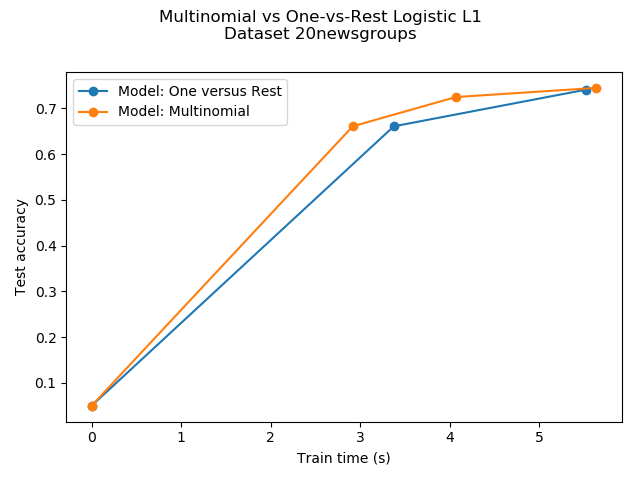 Multinomial vs One-vs-Rest Logistic L1
Dataset 20newsgroups
Model: One versus Rest
Model: Multinomial
0.7
0.6
0.5
0.4
0.3
0.2
0.1
Test accuracy
0 1 2 3 4 5
Train time (s)